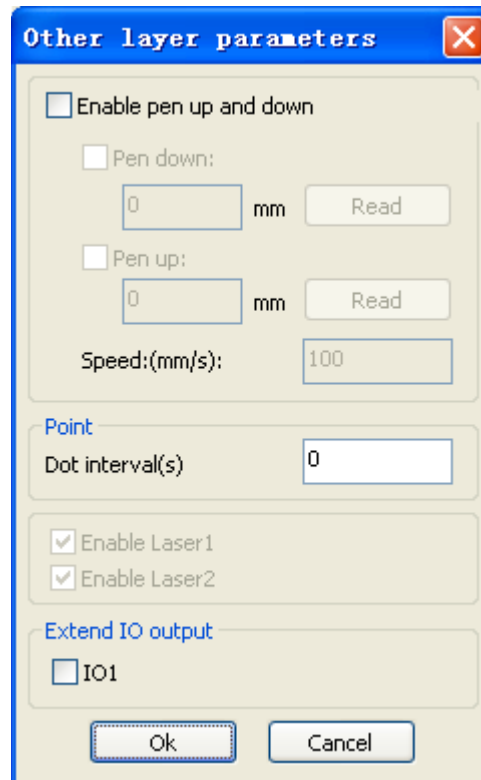 Other layer parameters
Enable pen up and down
Pen down:
0 mm Read
Pen up:
0 mm Read
Speed:(mm/s): 100
Point
Dot interval(s) 0
Enable Laser1
Enable Laser2
Extend IO output
IO1
Ok Cancel